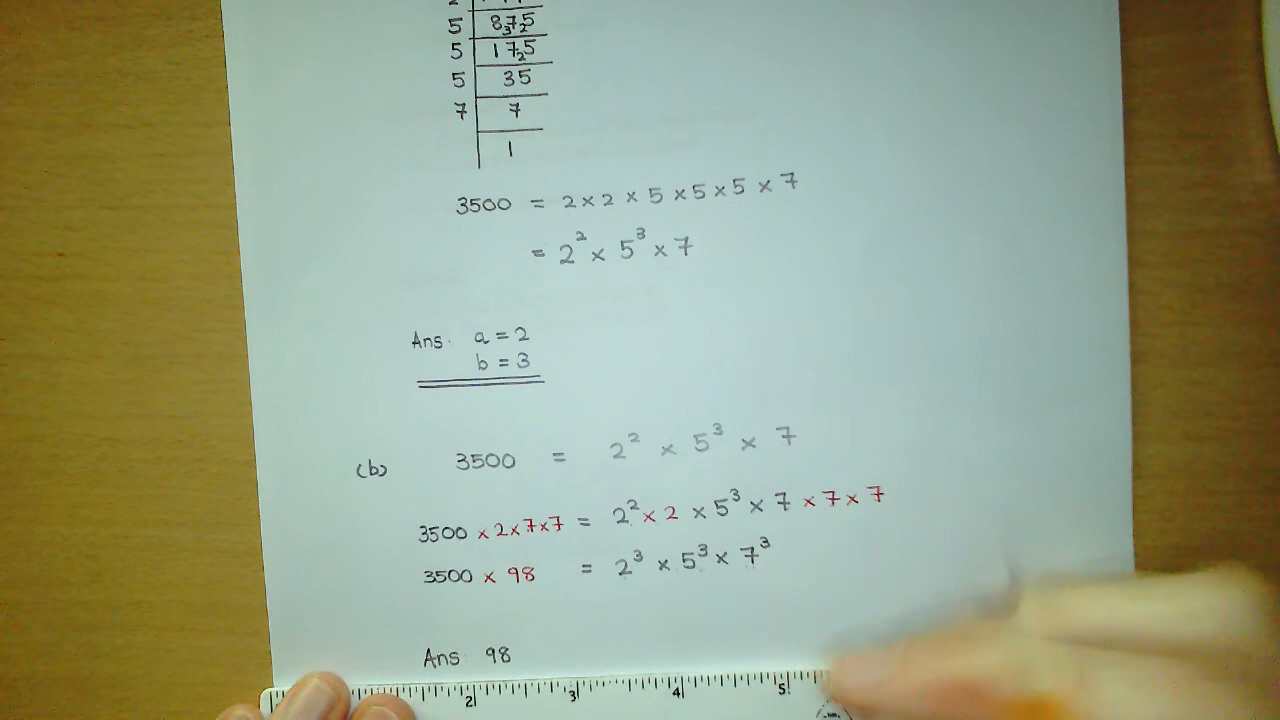 5 875
5 175
5 35
7 7
1
3500 = 2 × 2 × 5 × 5 × 5 × 7
= 2² × 5³ × 7
Ans. a = 2
b = 3
(b) 3500 = 2² × 5³ × 7
3500 × 2 × 7 × 7 = 2² × 2 × 5³ × 7 × 7 × 7
3500 × 98 = 2³ × 5³ × 7³
Ans 98
2 3 4 5